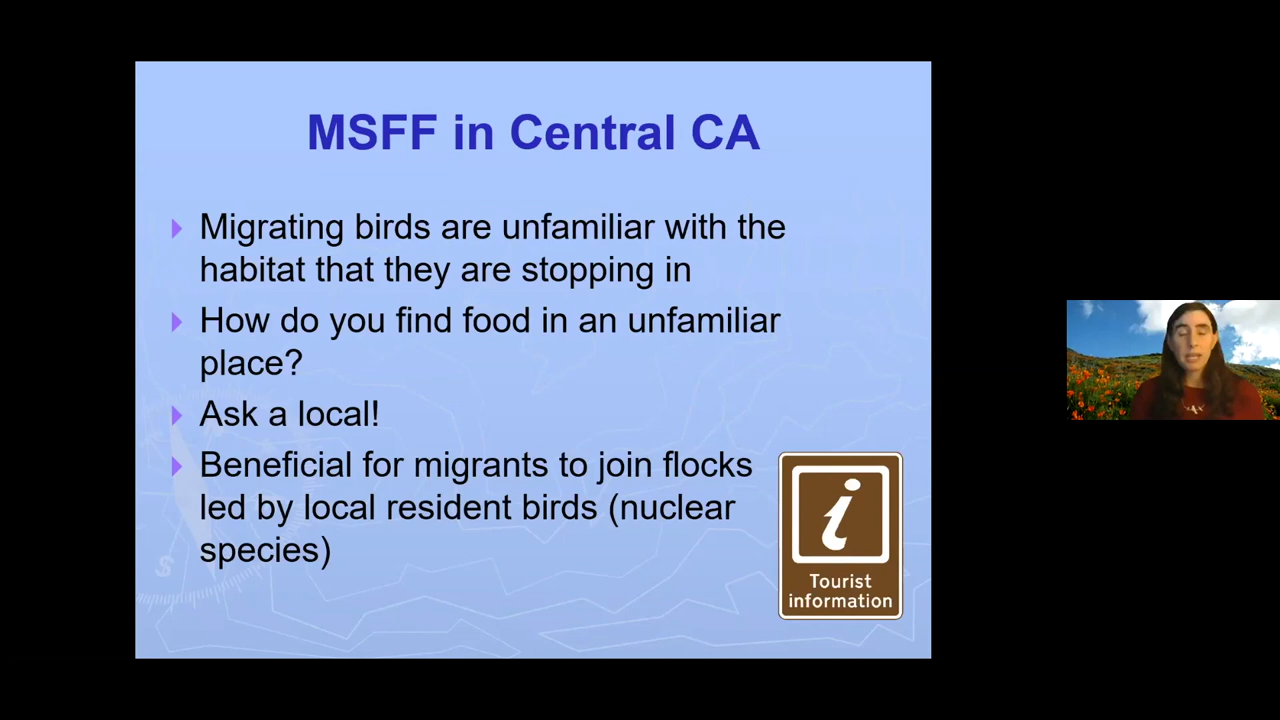 MSFF in Central CA
Migrating birds are unfamiliar with the
habitat that they are stopping in
How do you find food in an unfamiliar
place?
Ask a local!
Beneficial for migrants to join flocks
led by local resident birds (nuclear
species)
i
Tourist
information